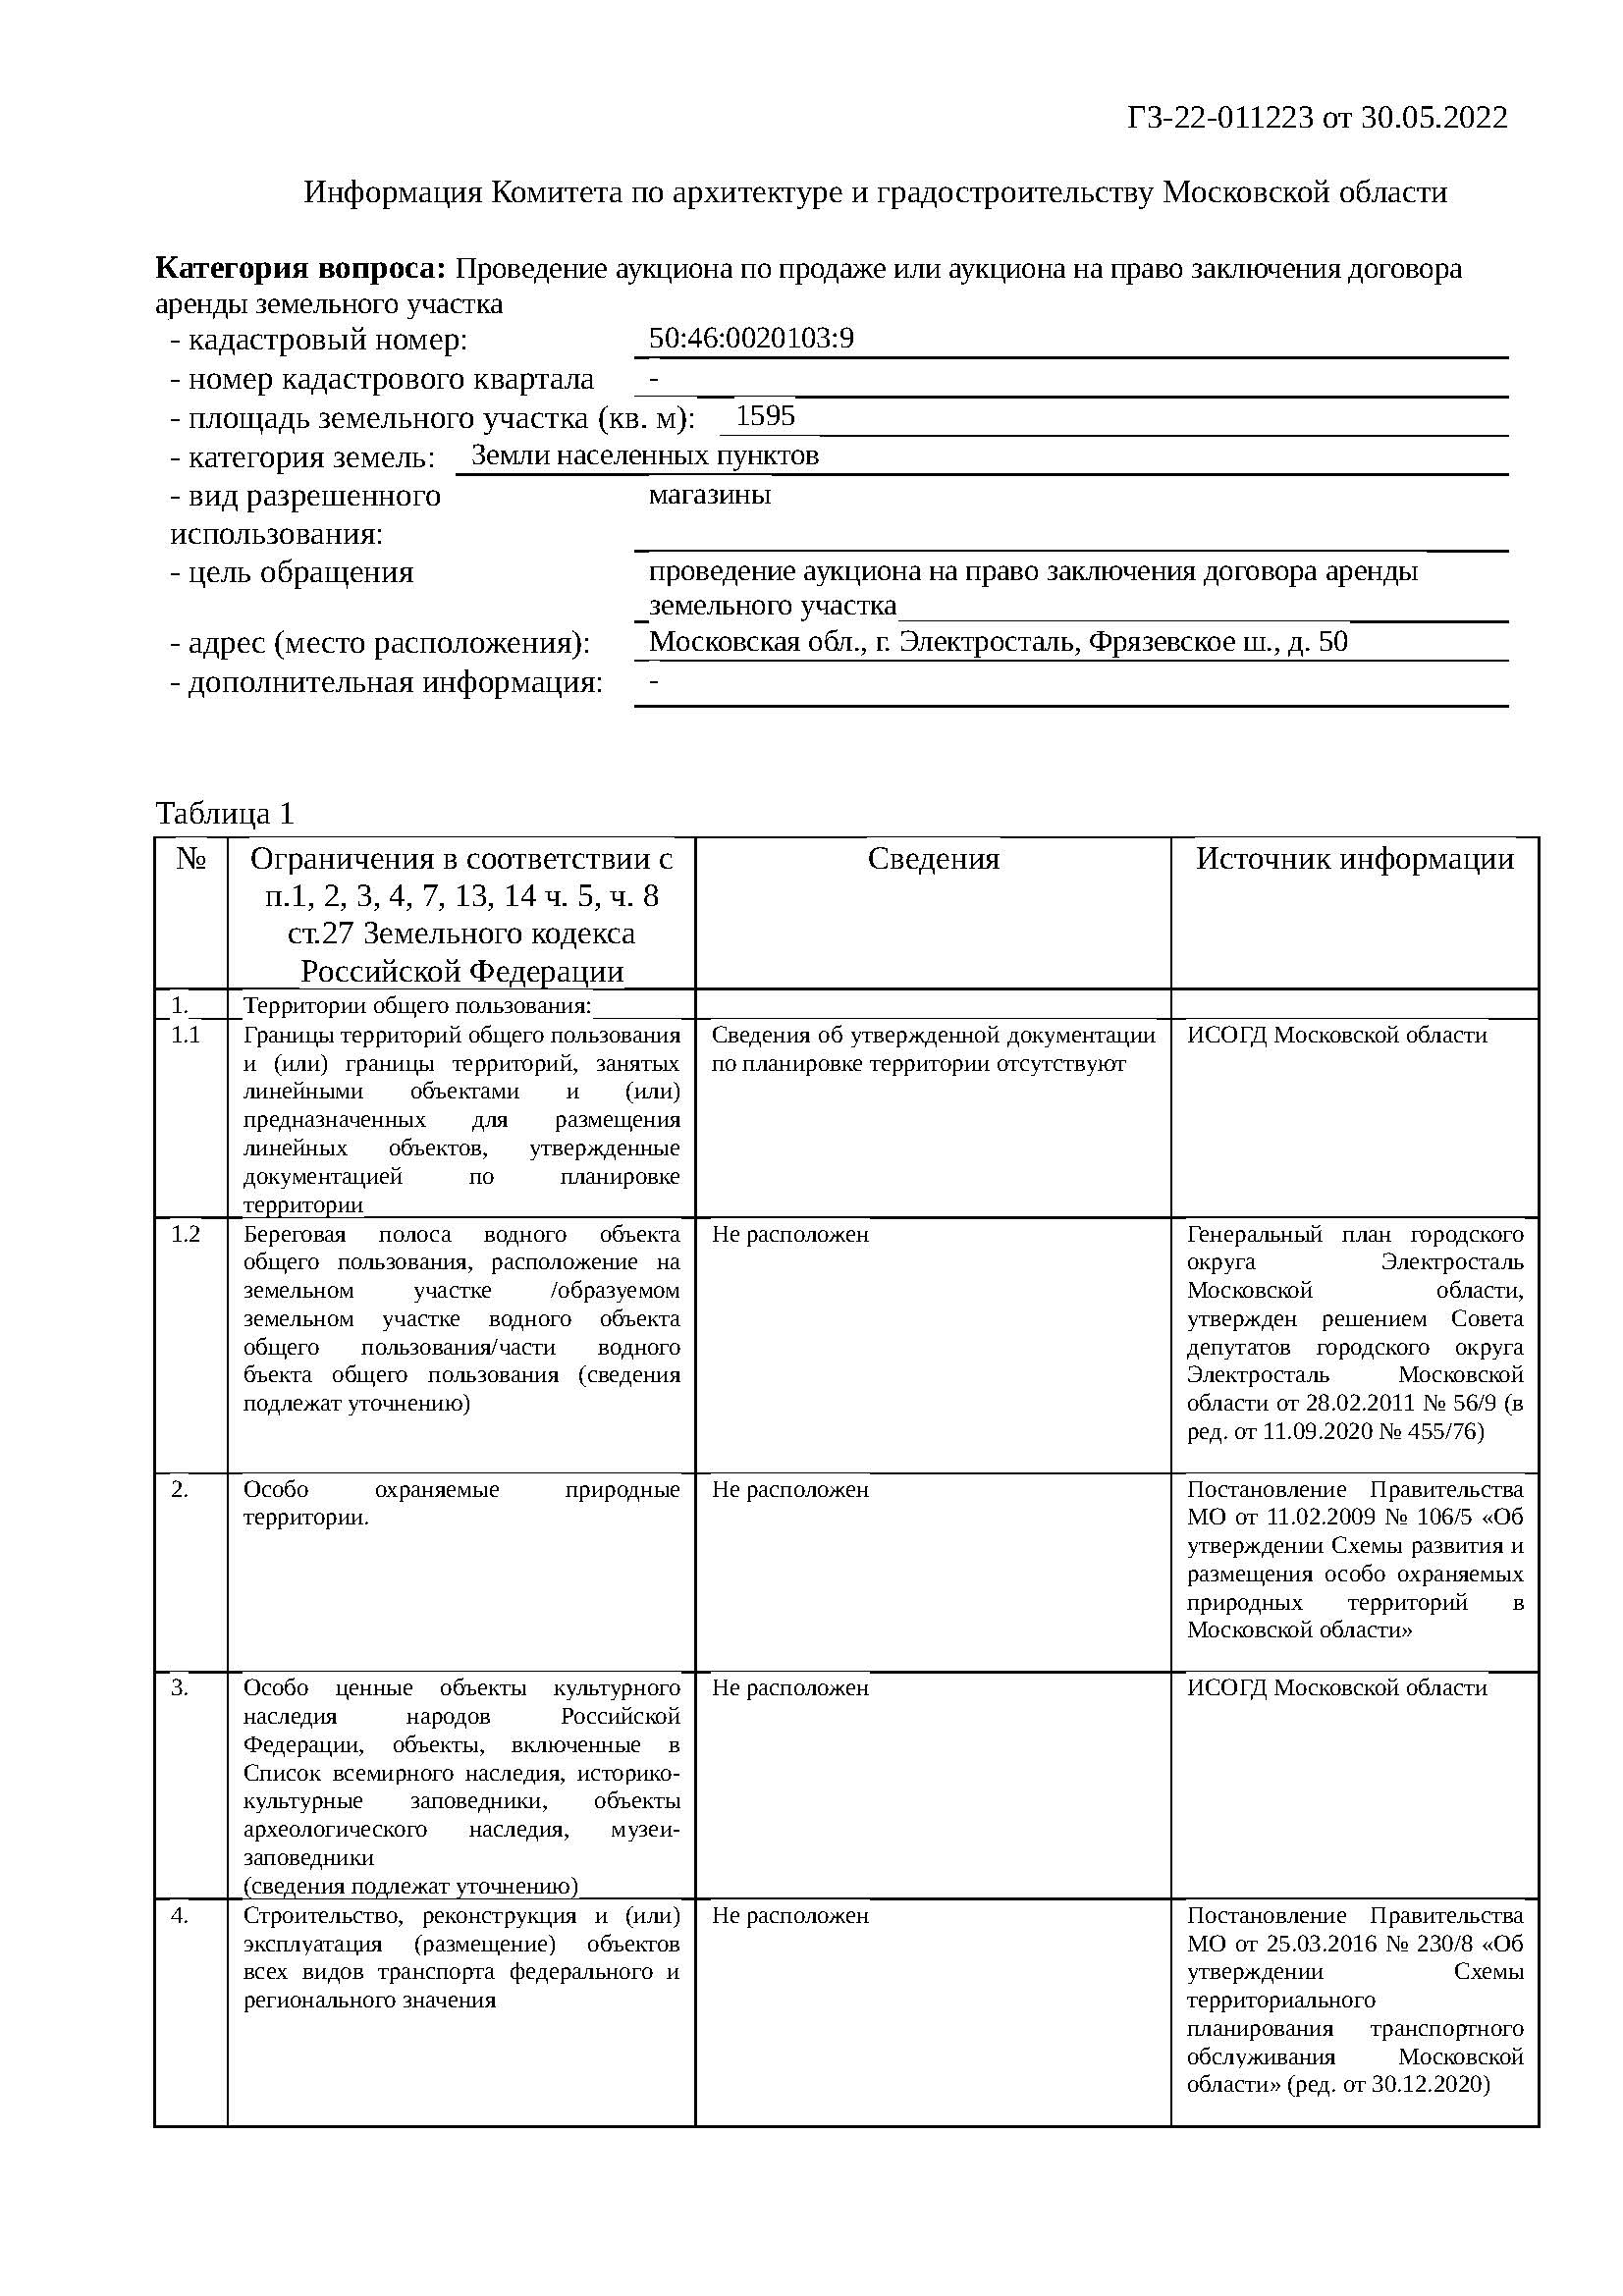 ГЗ-22-011223 от 30.05.2022
Информация Комитета по архитектуре и градостроительству Московской области
Категория вопроса: Проведение аукциона по продаже или аукциона на право заключения договора
аренды земельного участка
- кадастровый номер: 50:46:0020103:9
- номер кадастрового квартала -
- площадь земельного участка (кв. м): 1595
- категория земель: Земли населенных пунктов
- вид разрешенного магазины
использования:
- цель обращения проведение аукциона на право заключения договора аренды
земельного участка
- адрес (место расположения): Московская обл., г. Электросталь, Фрязевское ш., д. 50
- дополнительная информация: -
Таблица 1
№
Ограничения в соответствии с
п.1, 2, 3, 4, 7, 13, 14 ч. 5, ч. 8
ст.27 Земельного кодекса
Российской Федерации
Сведения
Источник информации
1.
Территории общего пользования:
1.1
Границы территорий общего пользования
и (или) границы территорий, занятых
линейными объектами и (или)
предназначенных для размещения
линейных объектов, утвержденные
документацией по планировке
территории
Сведения об утвержденной документации
по планировке территории отсутствуют
ИСОГД Московской области
1.2
Береговая полоса водного объекта
общего пользования, расположение на
земельном участке /образуемом
земельном участке водного объекта
общего пользования/части водного
бъекта общего пользования (сведения
подлежат уточнению)
Не расположен
Генеральный план городского
округа Электросталь
Московской области,
утвержден решением Совета
депутатов городского округа
Электросталь Московской
области от 28.02.2011 № 56/9 (в
ред. от 11.09.2020 № 455/76)
2.
Особо охраняемые природные
территории.
Не расположен
Постановление Правительства
МО от 11.02.2009 № 106/5 «Об
утверждении Схемы развития и
размещения особо охраняемых
природных территорий в
Московской области»
3.
Особо ценные объекты культурного
наследия народов Российской
Федерации, объекты, включенные в
Список всемирного наследия, историко-
культурные заповедники, объекты
археологического наследия, музеи-
заповедники
(сведения подлежат уточнению)
Не расположен
ИСОГД Московской области
4.
Строительство, реконструкция и (или)
эксплуатация (размещение) объектов
всех видов транспорта федерального и
регионального значения
Не расположен
Постановление Правительства
МО от 25.03.2016 № 230/8 «Об
утверждении Схемы
территориального
планирования транспортного
обслуживания Московской
области» (ред. от 30.12.2020)